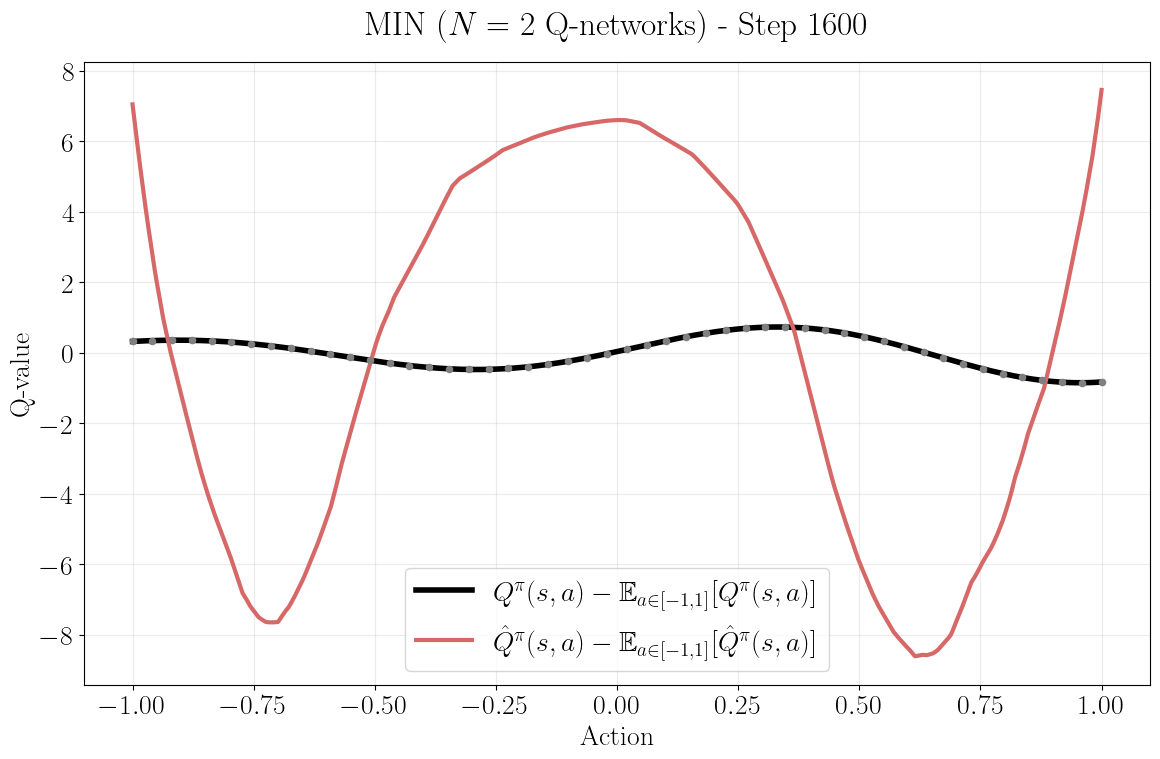 MIN (N = 2 Q-networks) - Step 1600
8
6
4
2
0
−2
−4
−6
−8
Q-value
Q^π(s, a) − 𝔼_{a∈[−1,1]}[Q^π(s, a)]
Q̂^π(s, a) − 𝔼_{a∈[−1,1]}[Q̂^π(s, a)]
−1.00 −0.75 −0.50 −0.25 0.00 0.25 0.50 0.75 1.00
Action